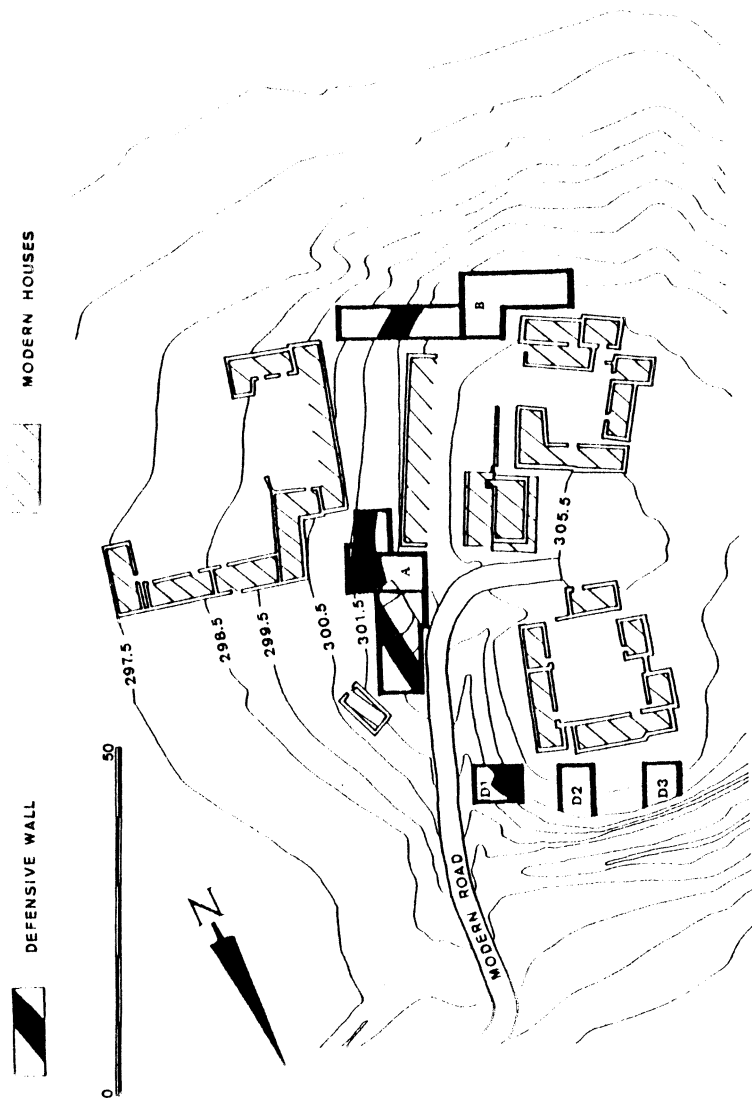 DEFENSIVE WALL
MODERN HOUSES
0
50
N
297.5
298.5
299.5
300.5
301.5
305.5
A
B
D1
D2
D3
MODERN ROAD